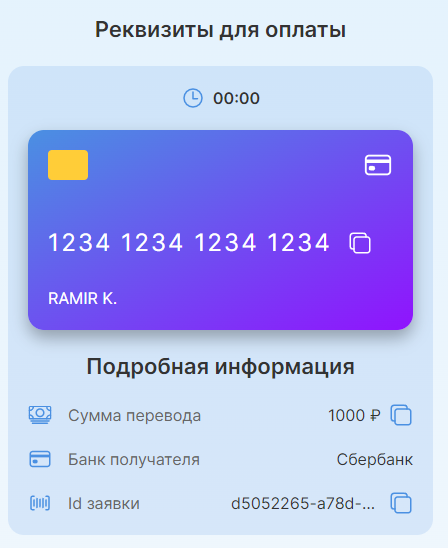 Реквизиты для оплаты
00:00
1234 1234 1234 1234
RAMIR K.
Подробная информация
Сумма перевода 1000 ₽
Банк получателя Сбербанк
Id заявки d5052265-a78d-...